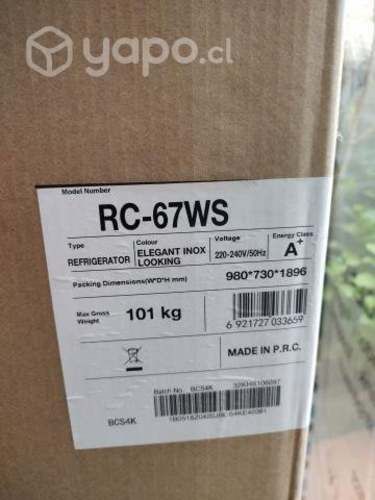 yapo.cl
Model Number
RC-67WS
Type
REFRIGERATOR
Colour
ELEGANT INOX
LOOKING
Voltage
220-240V/50Hz
Energy Class
A+
Packing Dimensions(W*D*H mm)
980*730*1896
Max Gross
Weight
101 kg
6 921727 033659
MADE IN P.R.C.
Batch No.
BCS4K
BCS4K